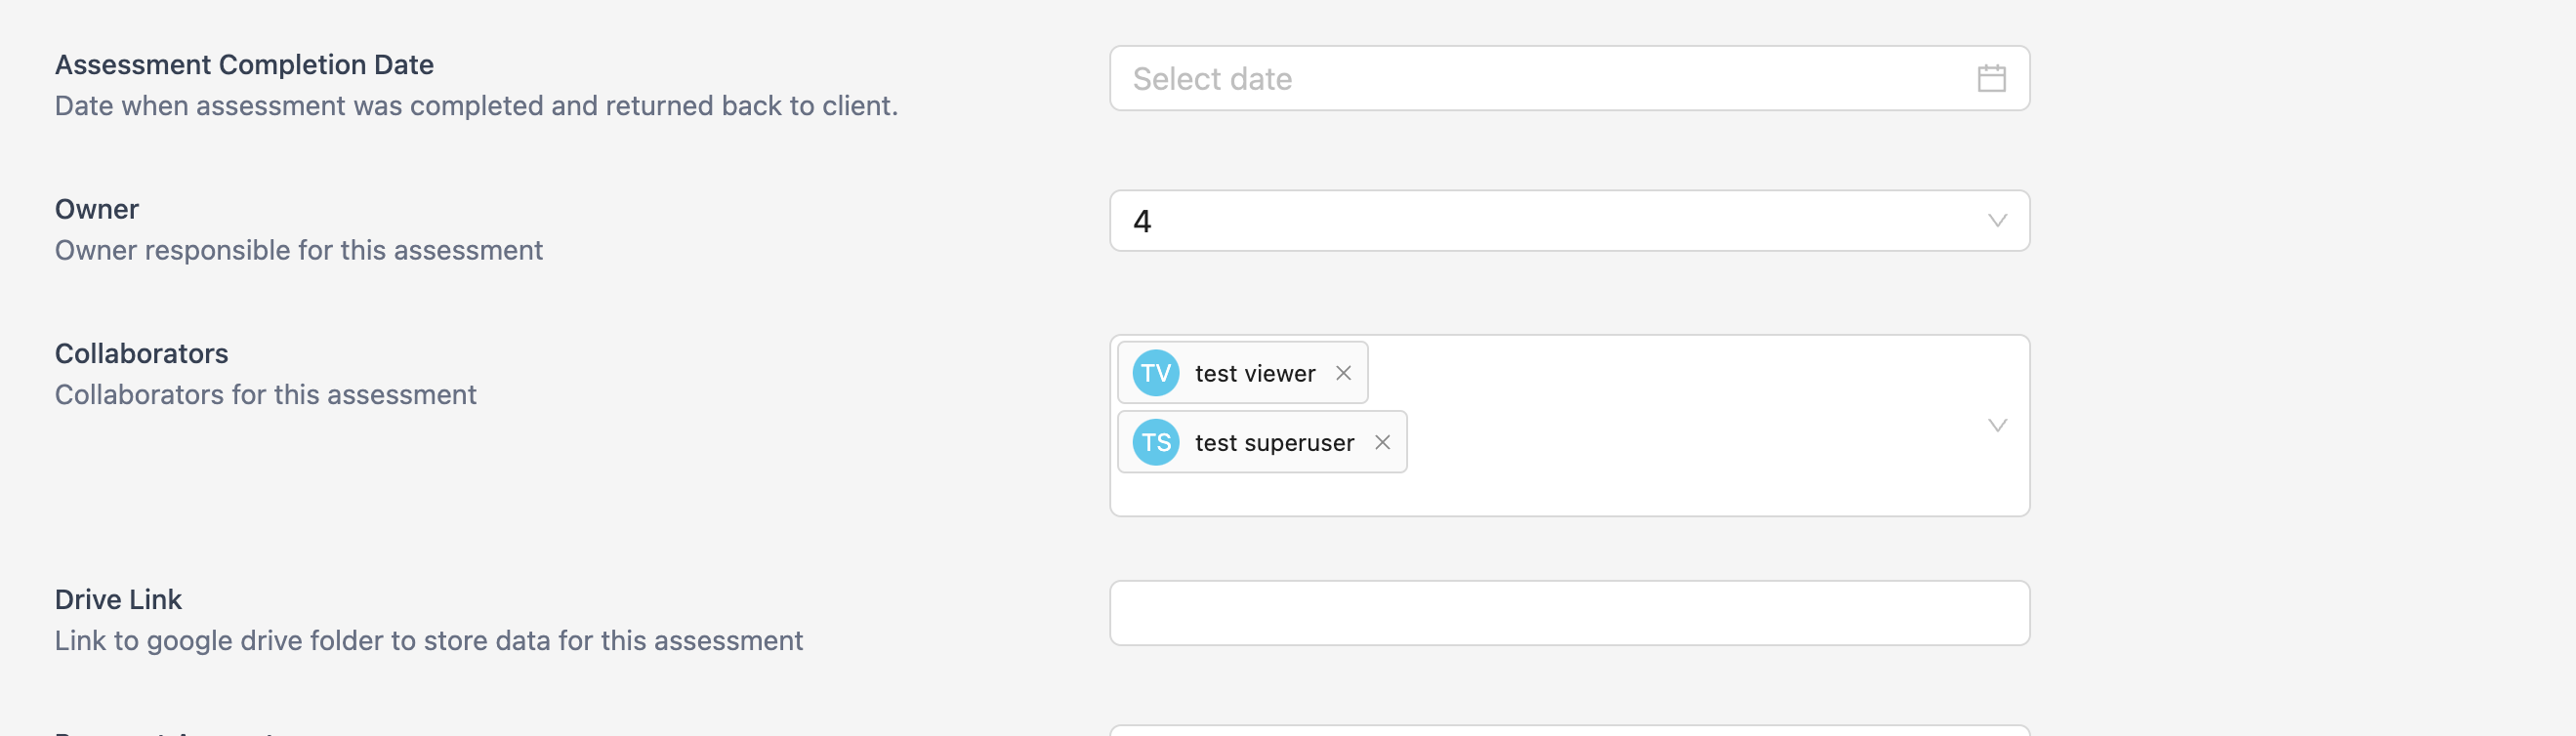 Assessment Completion Date
Date when assessment was completed and returned back to client.
Select date
Owner
Owner responsible for this assessment
4
Collaborators
Collaborators for this assessment
TV test viewer
TS test superuser
Drive Link
Link to google drive folder to store data for this assessment